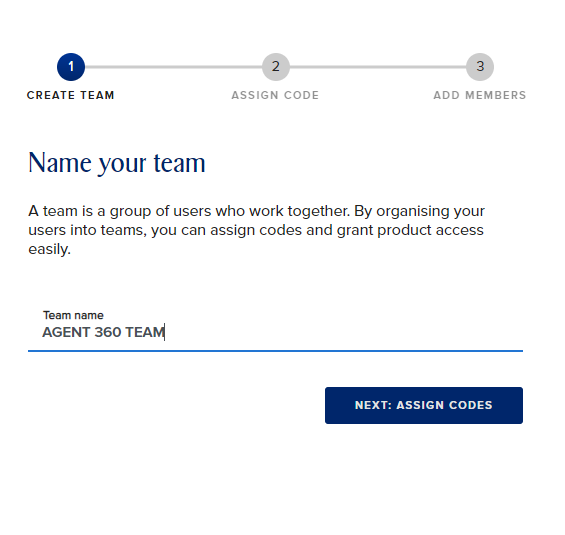 1
2
3
CREATE TEAM
ASSIGN CODE
ADD MEMBERS
Name your team
A team is a group of users who work together. By organising your
users into teams, you can assign codes and grant product access
easily.
Team name
AGENT 360 TEAM
NEXT: ASSIGN CODES